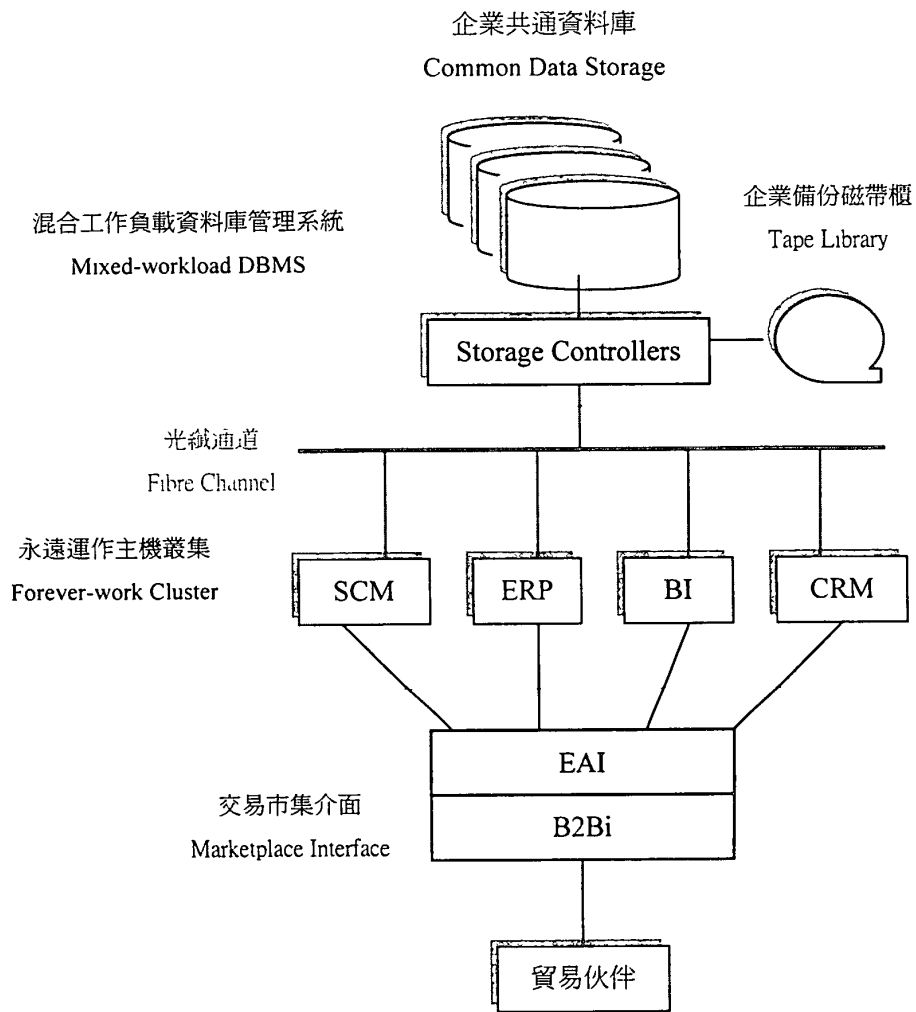 企業共通資料庫
Common Data Storage
企業備份磁帶櫃
Tape Library
混合工作負載資料庫管理系統
Mixed-workload DBMS
Storage Controllers
光纖通道
Fibre Channel
永遠運作主機叢集
Forever-work Cluster
SCM
ERP
BI
CRM
EAI
交易市集介面
Marketplace Interface
B2Bi
貿易伙伴